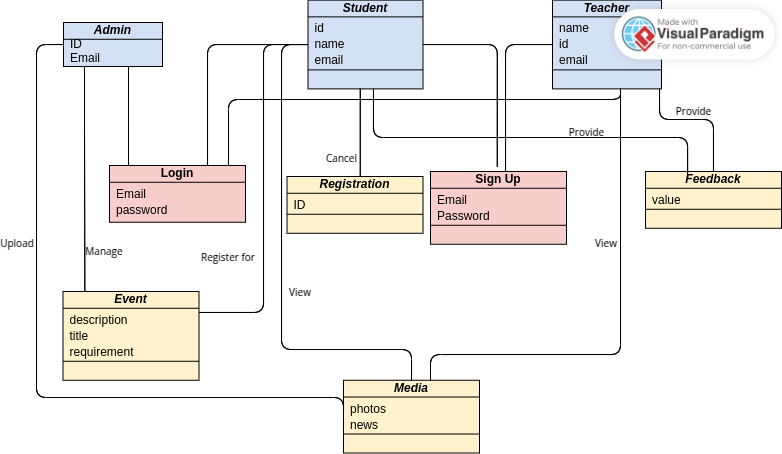 Student
id
name
email
Teacher
name
id
email
Made with
VisualParadigm
For non-commercial use
Admin
ID
Email
Provide
Provide
Cancel
Login
Email
password
Registration
ID
Sign Up
Email
Password
Feedback
value
Upload
Manage
Register for
View
View
Event
description
title
requirement
Media
photos
news